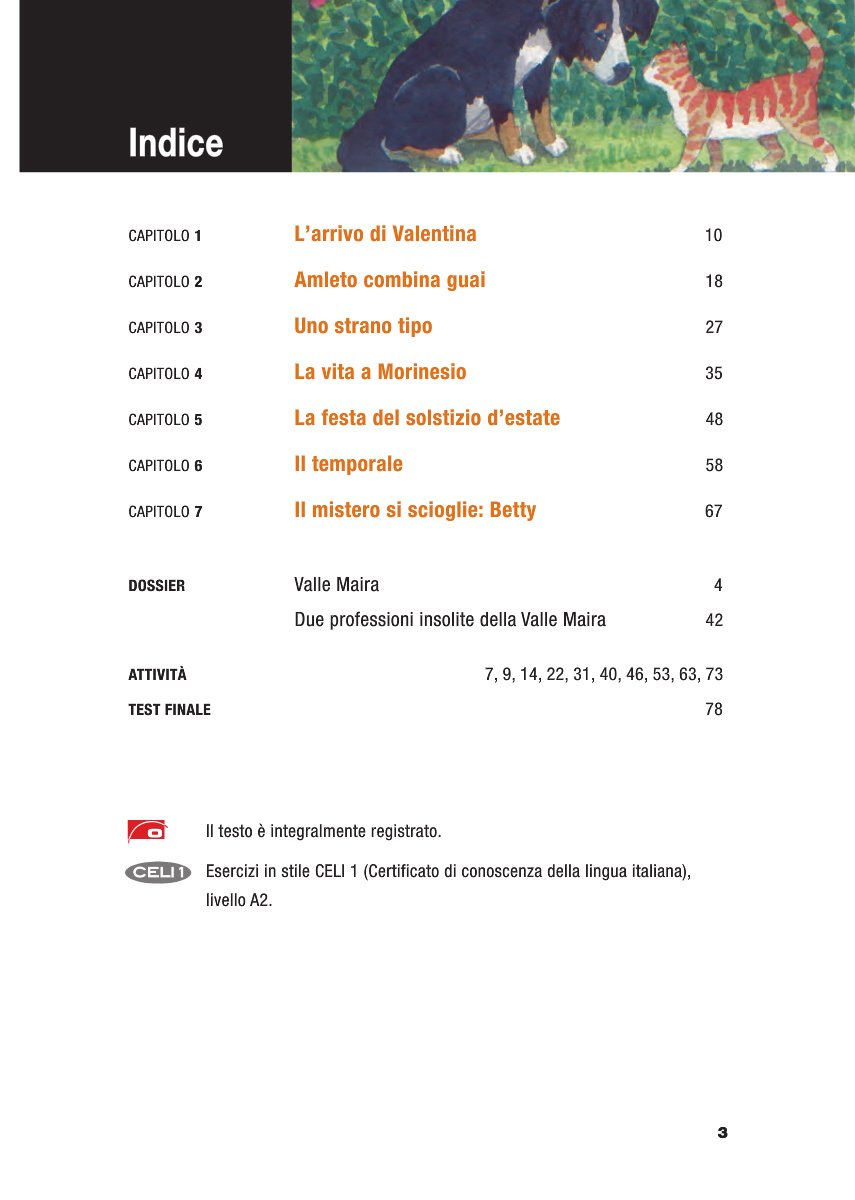 Indice
CAPITOLO 1 L'arrivo di Valentina 10
CAPITOLO 2 Amleto combina guai 18
CAPITOLO 3 Uno strano tipo 27
CAPITOLO 4 La vita a Morinesio 35
CAPITOLO 5 La festa del solstizio d'estate 48
CAPITOLO 6 Il temporale 58
CAPITOLO 7 Il mistero si scioglie: Betty 67
DOSSIER Valle Maira 4
Due professioni insolite della Valle Maira 42
ATTIVITÀ 7, 9, 14, 22, 31, 40, 46, 53, 63, 73
TEST FINALE 78
Il testo è integralmente registrato.
CELI 1 Esercizi in stile CELI 1 (Certificato di conoscenza della lingua italiana),
livello A2.
3